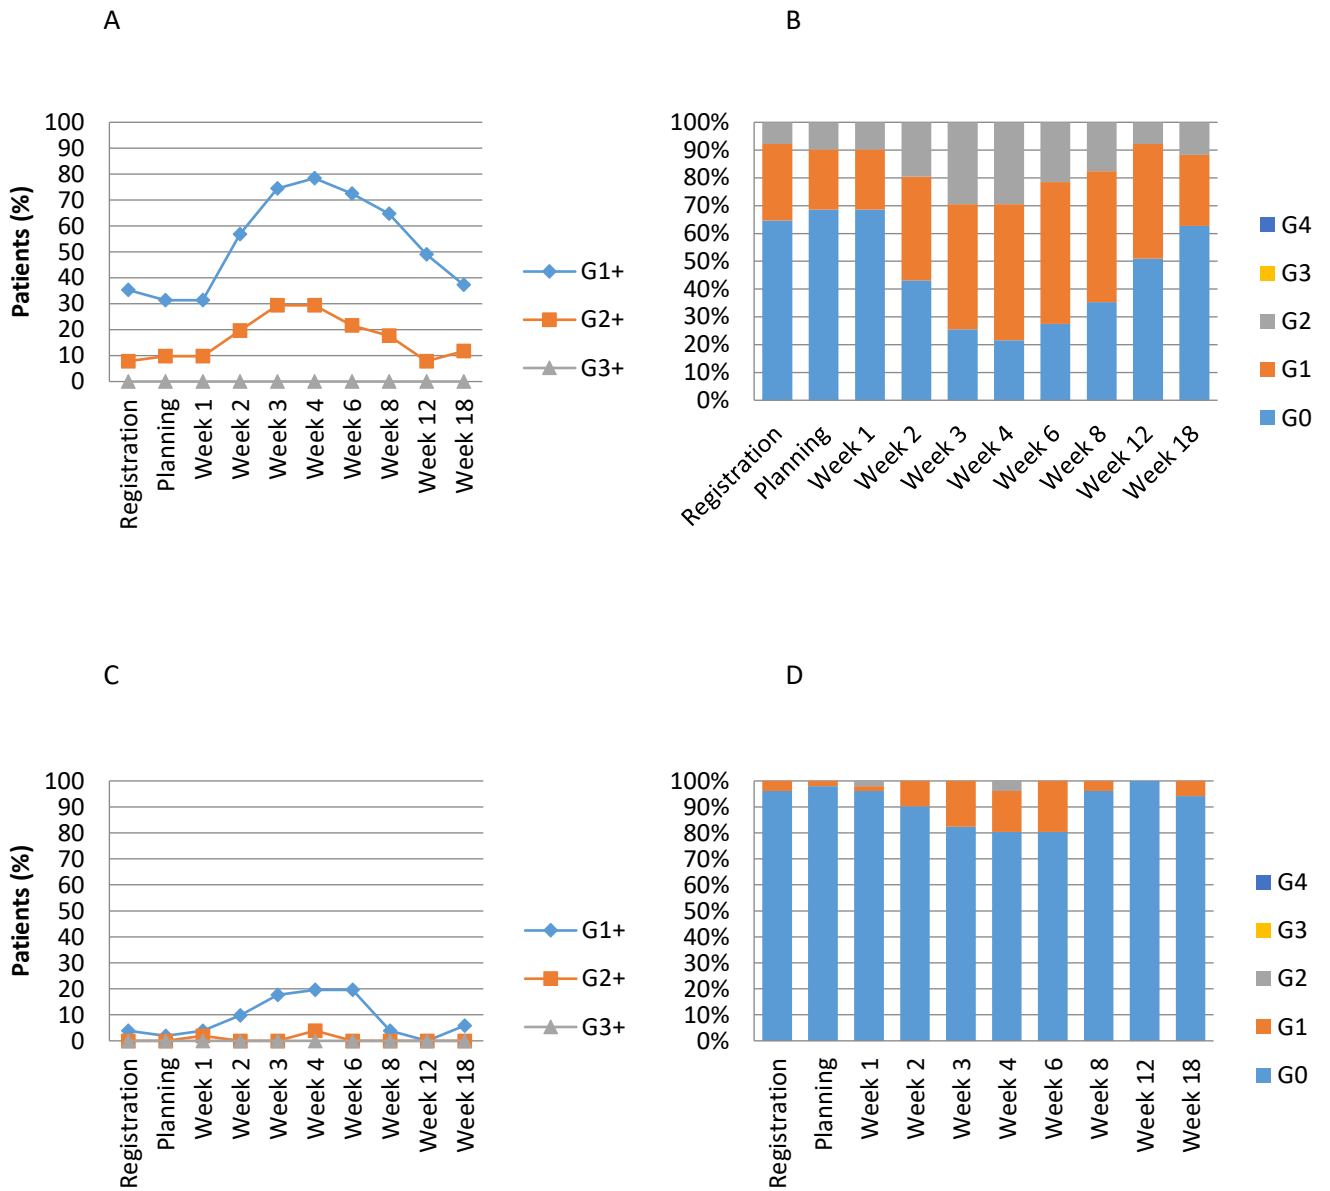 A
B
100
90
80
70
60
50
40
30
20
10
0
Patients (%)
Registration
Planning
Week 1
Week 2
Week 3
Week 4
Week 6
Week 8
Week 12
Week 18
G1+
G2+
G3+
100%
90%
80%
70%
60%
50%
40%
30%
20%
10%
0%
Registration
Planning
Week 1
Week 2
Week 3
Week 4
Week 6
Week 8
Week 12
Week 18
G4
G3
G2
G1
G0
C
D
100
90
80
70
60
50
40
30
20
10
0
Patients (%)
Registration
Planning
Week 1
Week 2
Week 3
Week 4
Week 6
Week 8
Week 12
Week 18
G1+
G2+
G3+
100%
90%
80%
70%
60%
50%
40%
30%
20%
10%
0%
Registration
Planning
Week 1
Week 2
Week 3
Week 4
Week 6
Week 8
Week 12
Week 18
G4
G3
G2
G1
G0